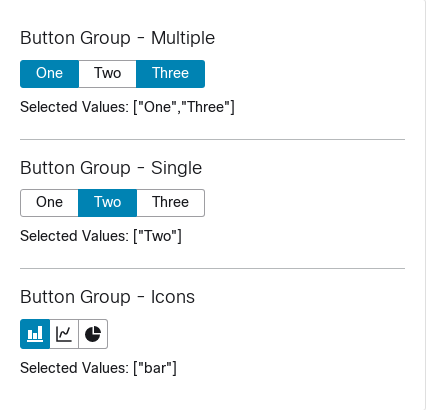 Button Group - Multiple
One Two Three
Selected Values: ["One","Three"]
Button Group - Single
One Two Three
Selected Values: ["Two"]
Button Group - Icons
Selected Values: ["bar"]